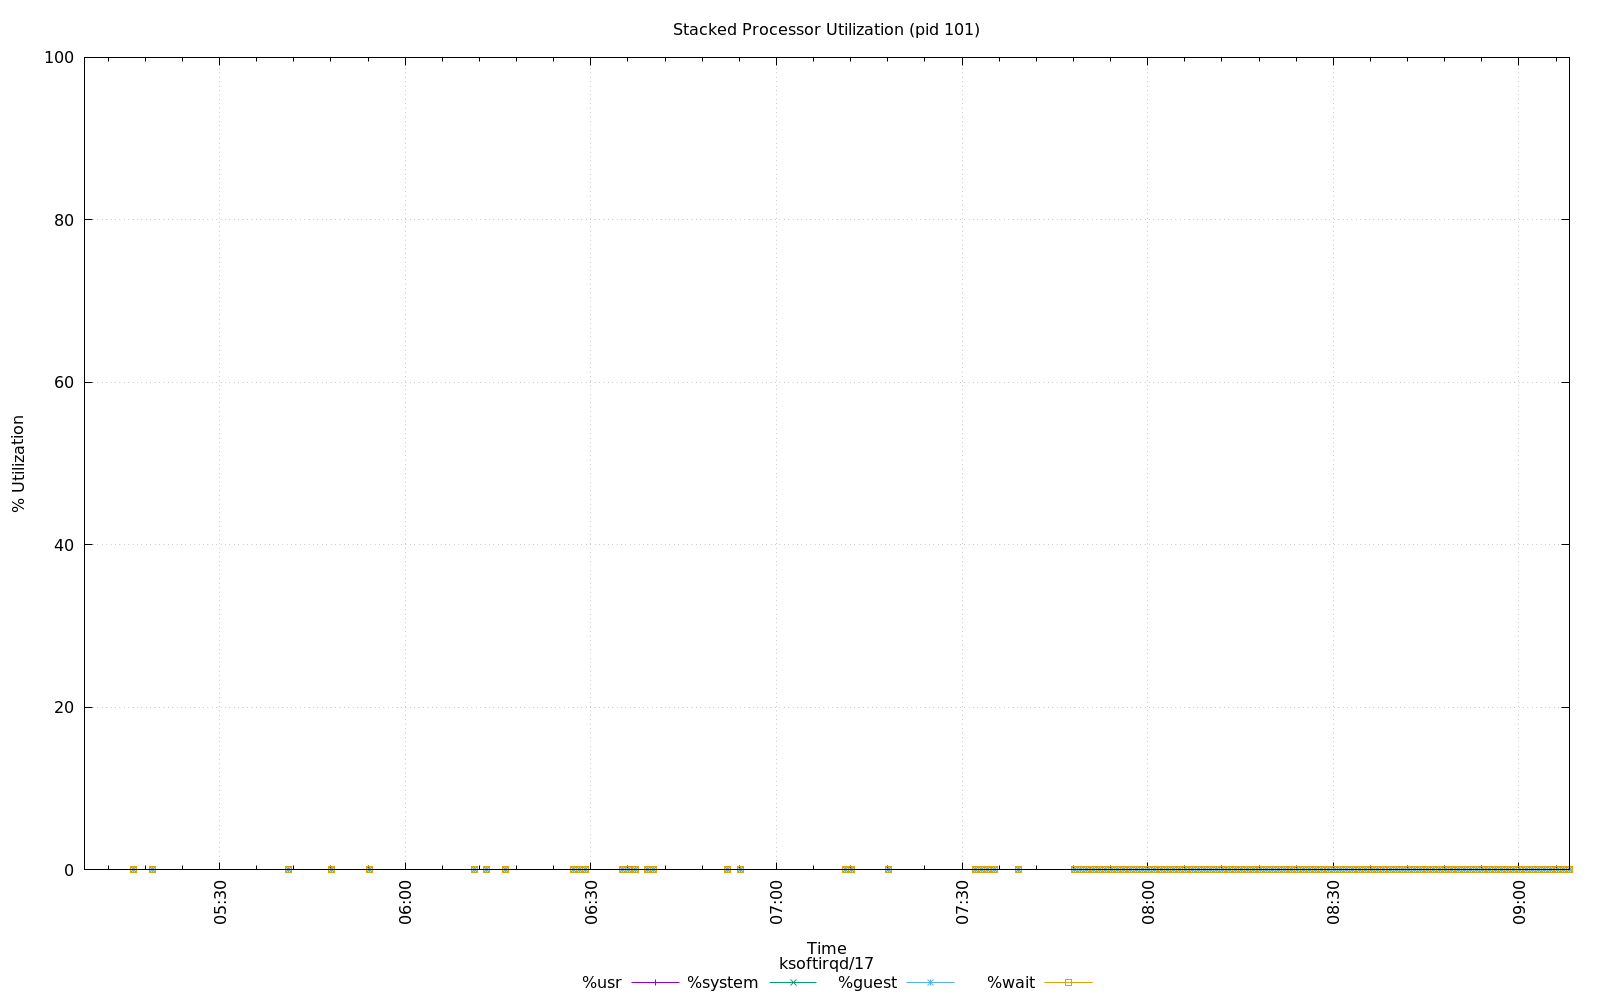 Stacked Processor Utilization (pid 101)
100
80
60
40
20
0
% Utilization
05:30
06:00
06:30
07:00
07:30
08:00
08:30
09:00
Time
ksoftirqd/17
%usr %system %guest %wait